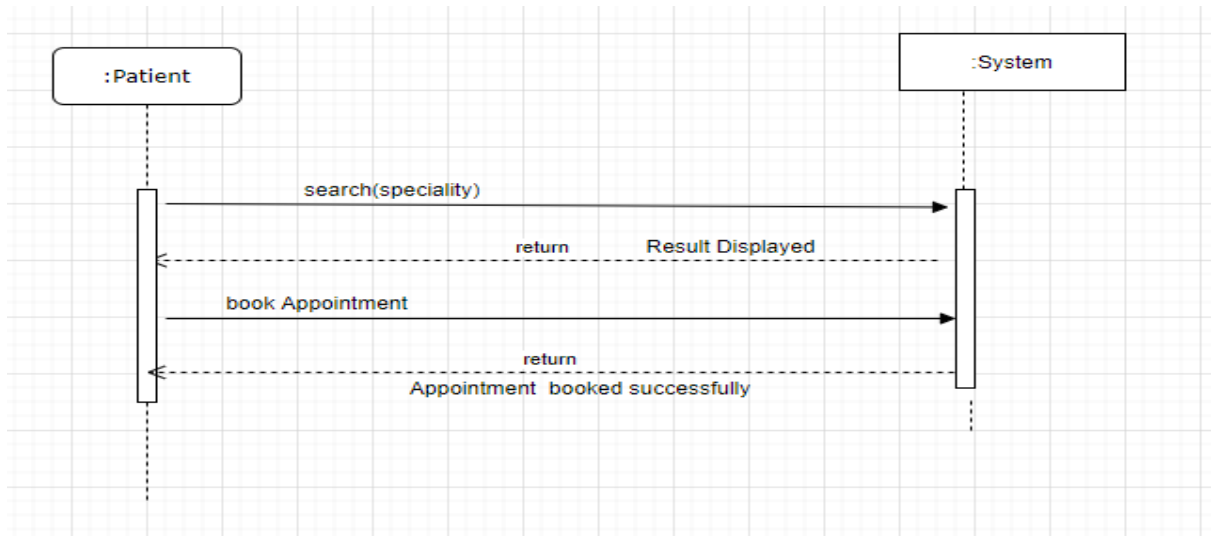 :Patient
:System
search(speciality)
return Result Displayed
book Appointment
return
Appointment booked successfully